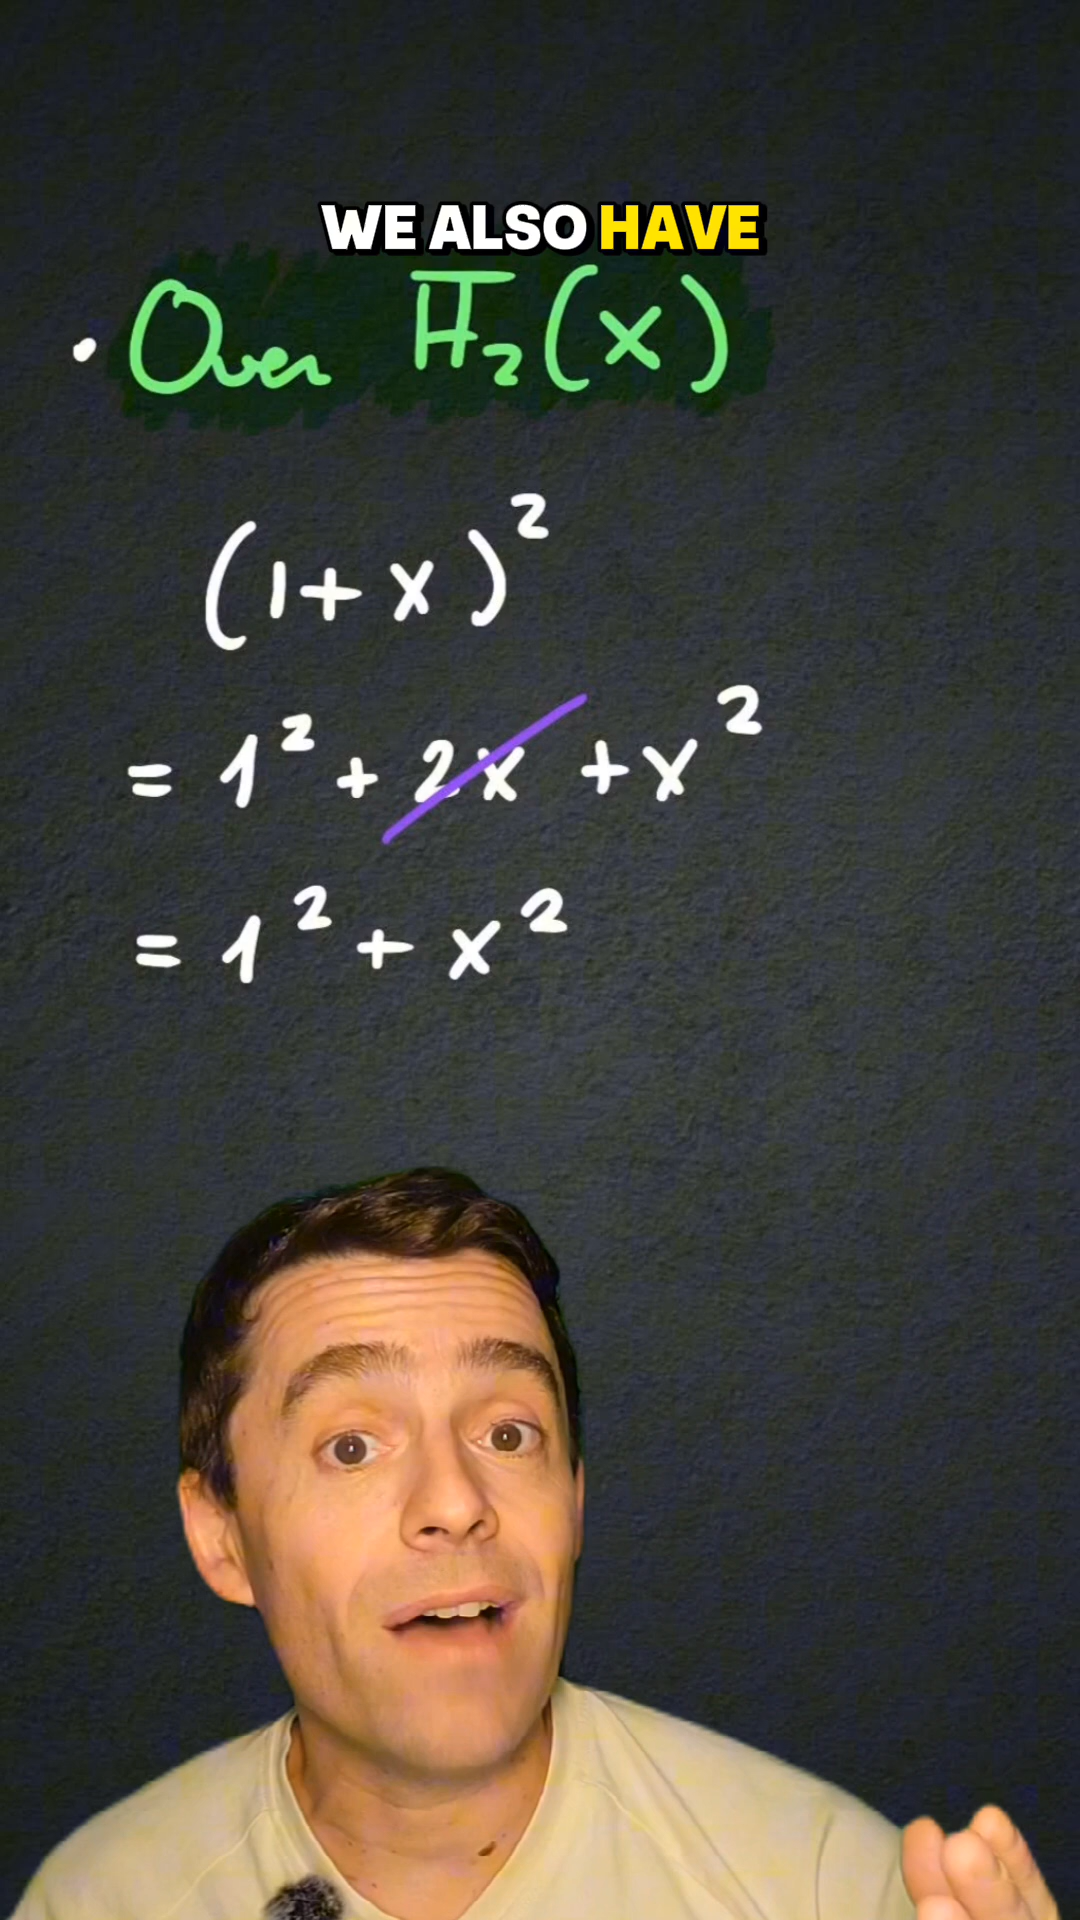 WE ALSO HAVE
• Over 𝔽₂(x)
(1+x)²
= 1² + 2x + x²
= 1² + x²